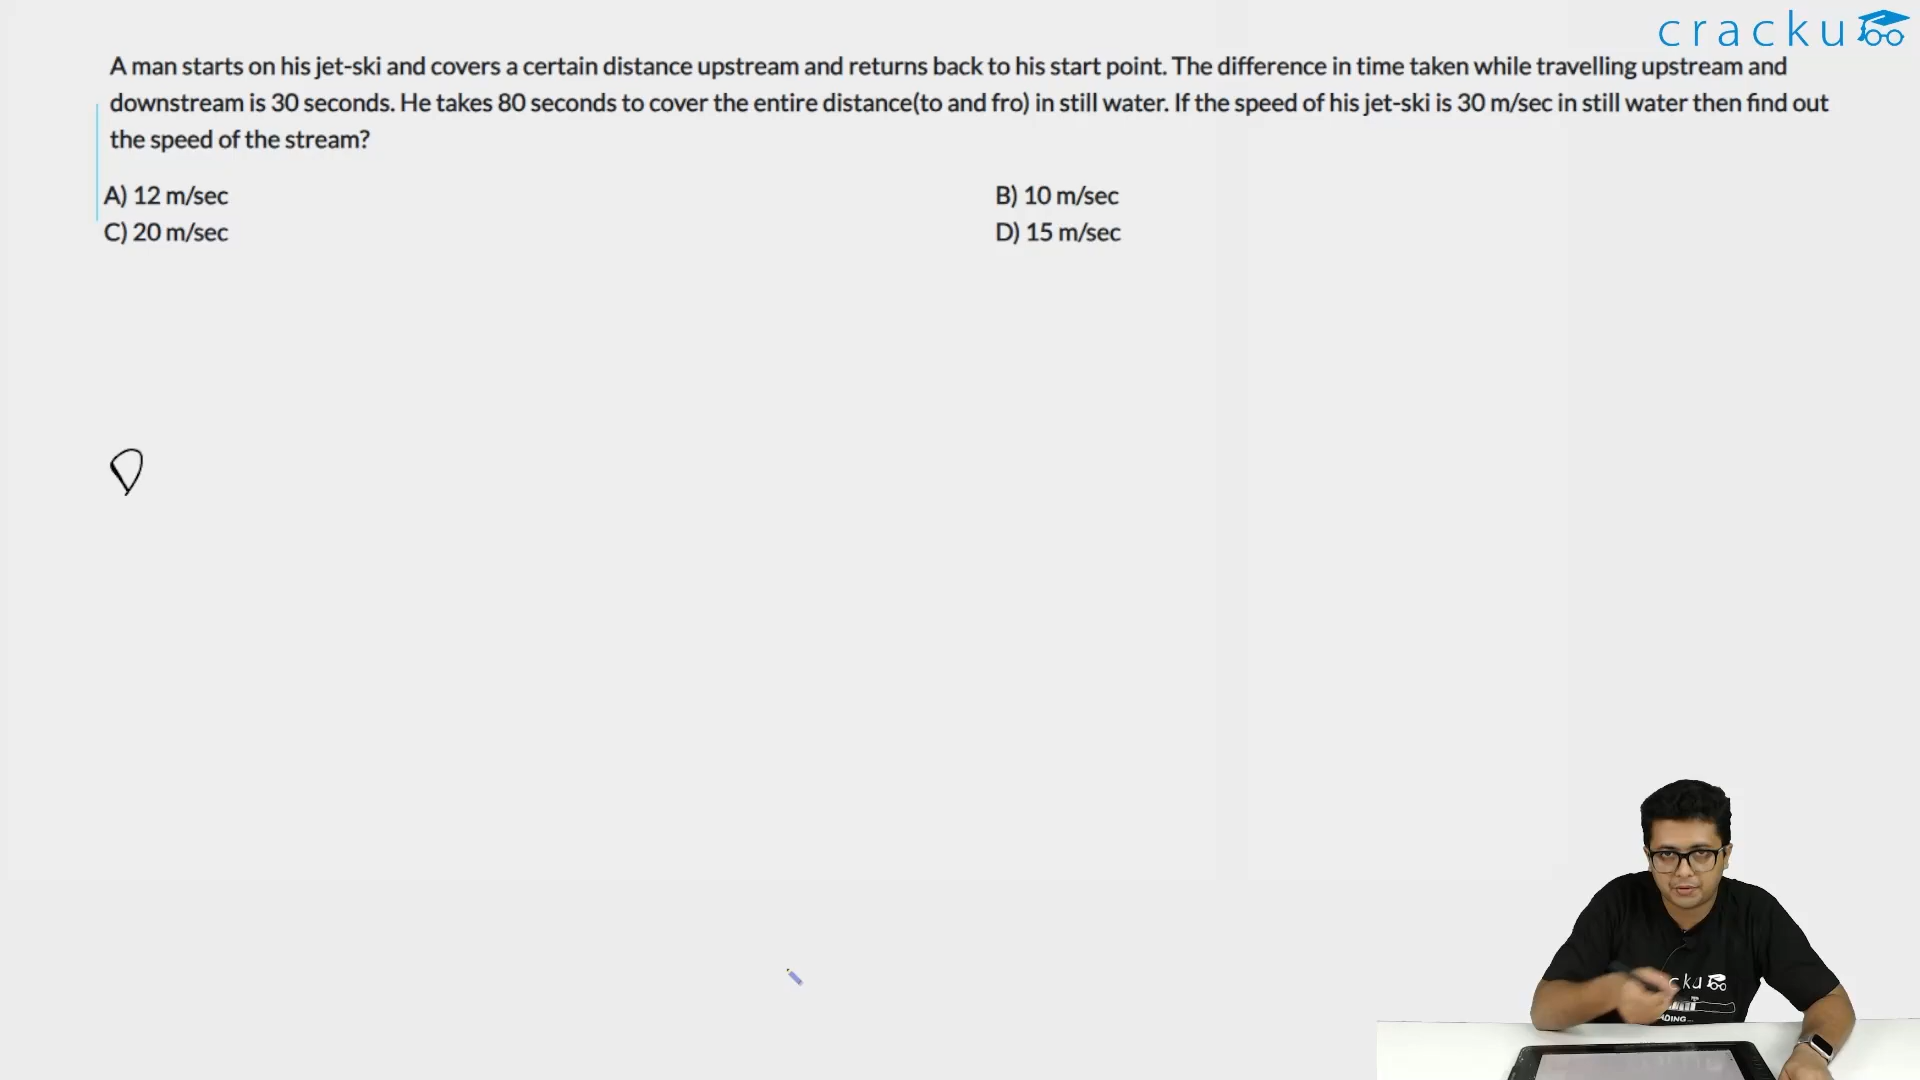 cracku
A man starts on his jet-ski and covers a certain distance upstream and returns back to his start point. The difference in time taken while travelling upstream and
downstream is 30 seconds. He takes 80 seconds to cover the entire distance(to and fro) in still water. If the speed of his jet-ski is 30 m/sec in still water then find out
the speed of the stream?
A) 12 m/sec
B) 10 m/sec
C) 20 m/sec
D) 15 m/sec